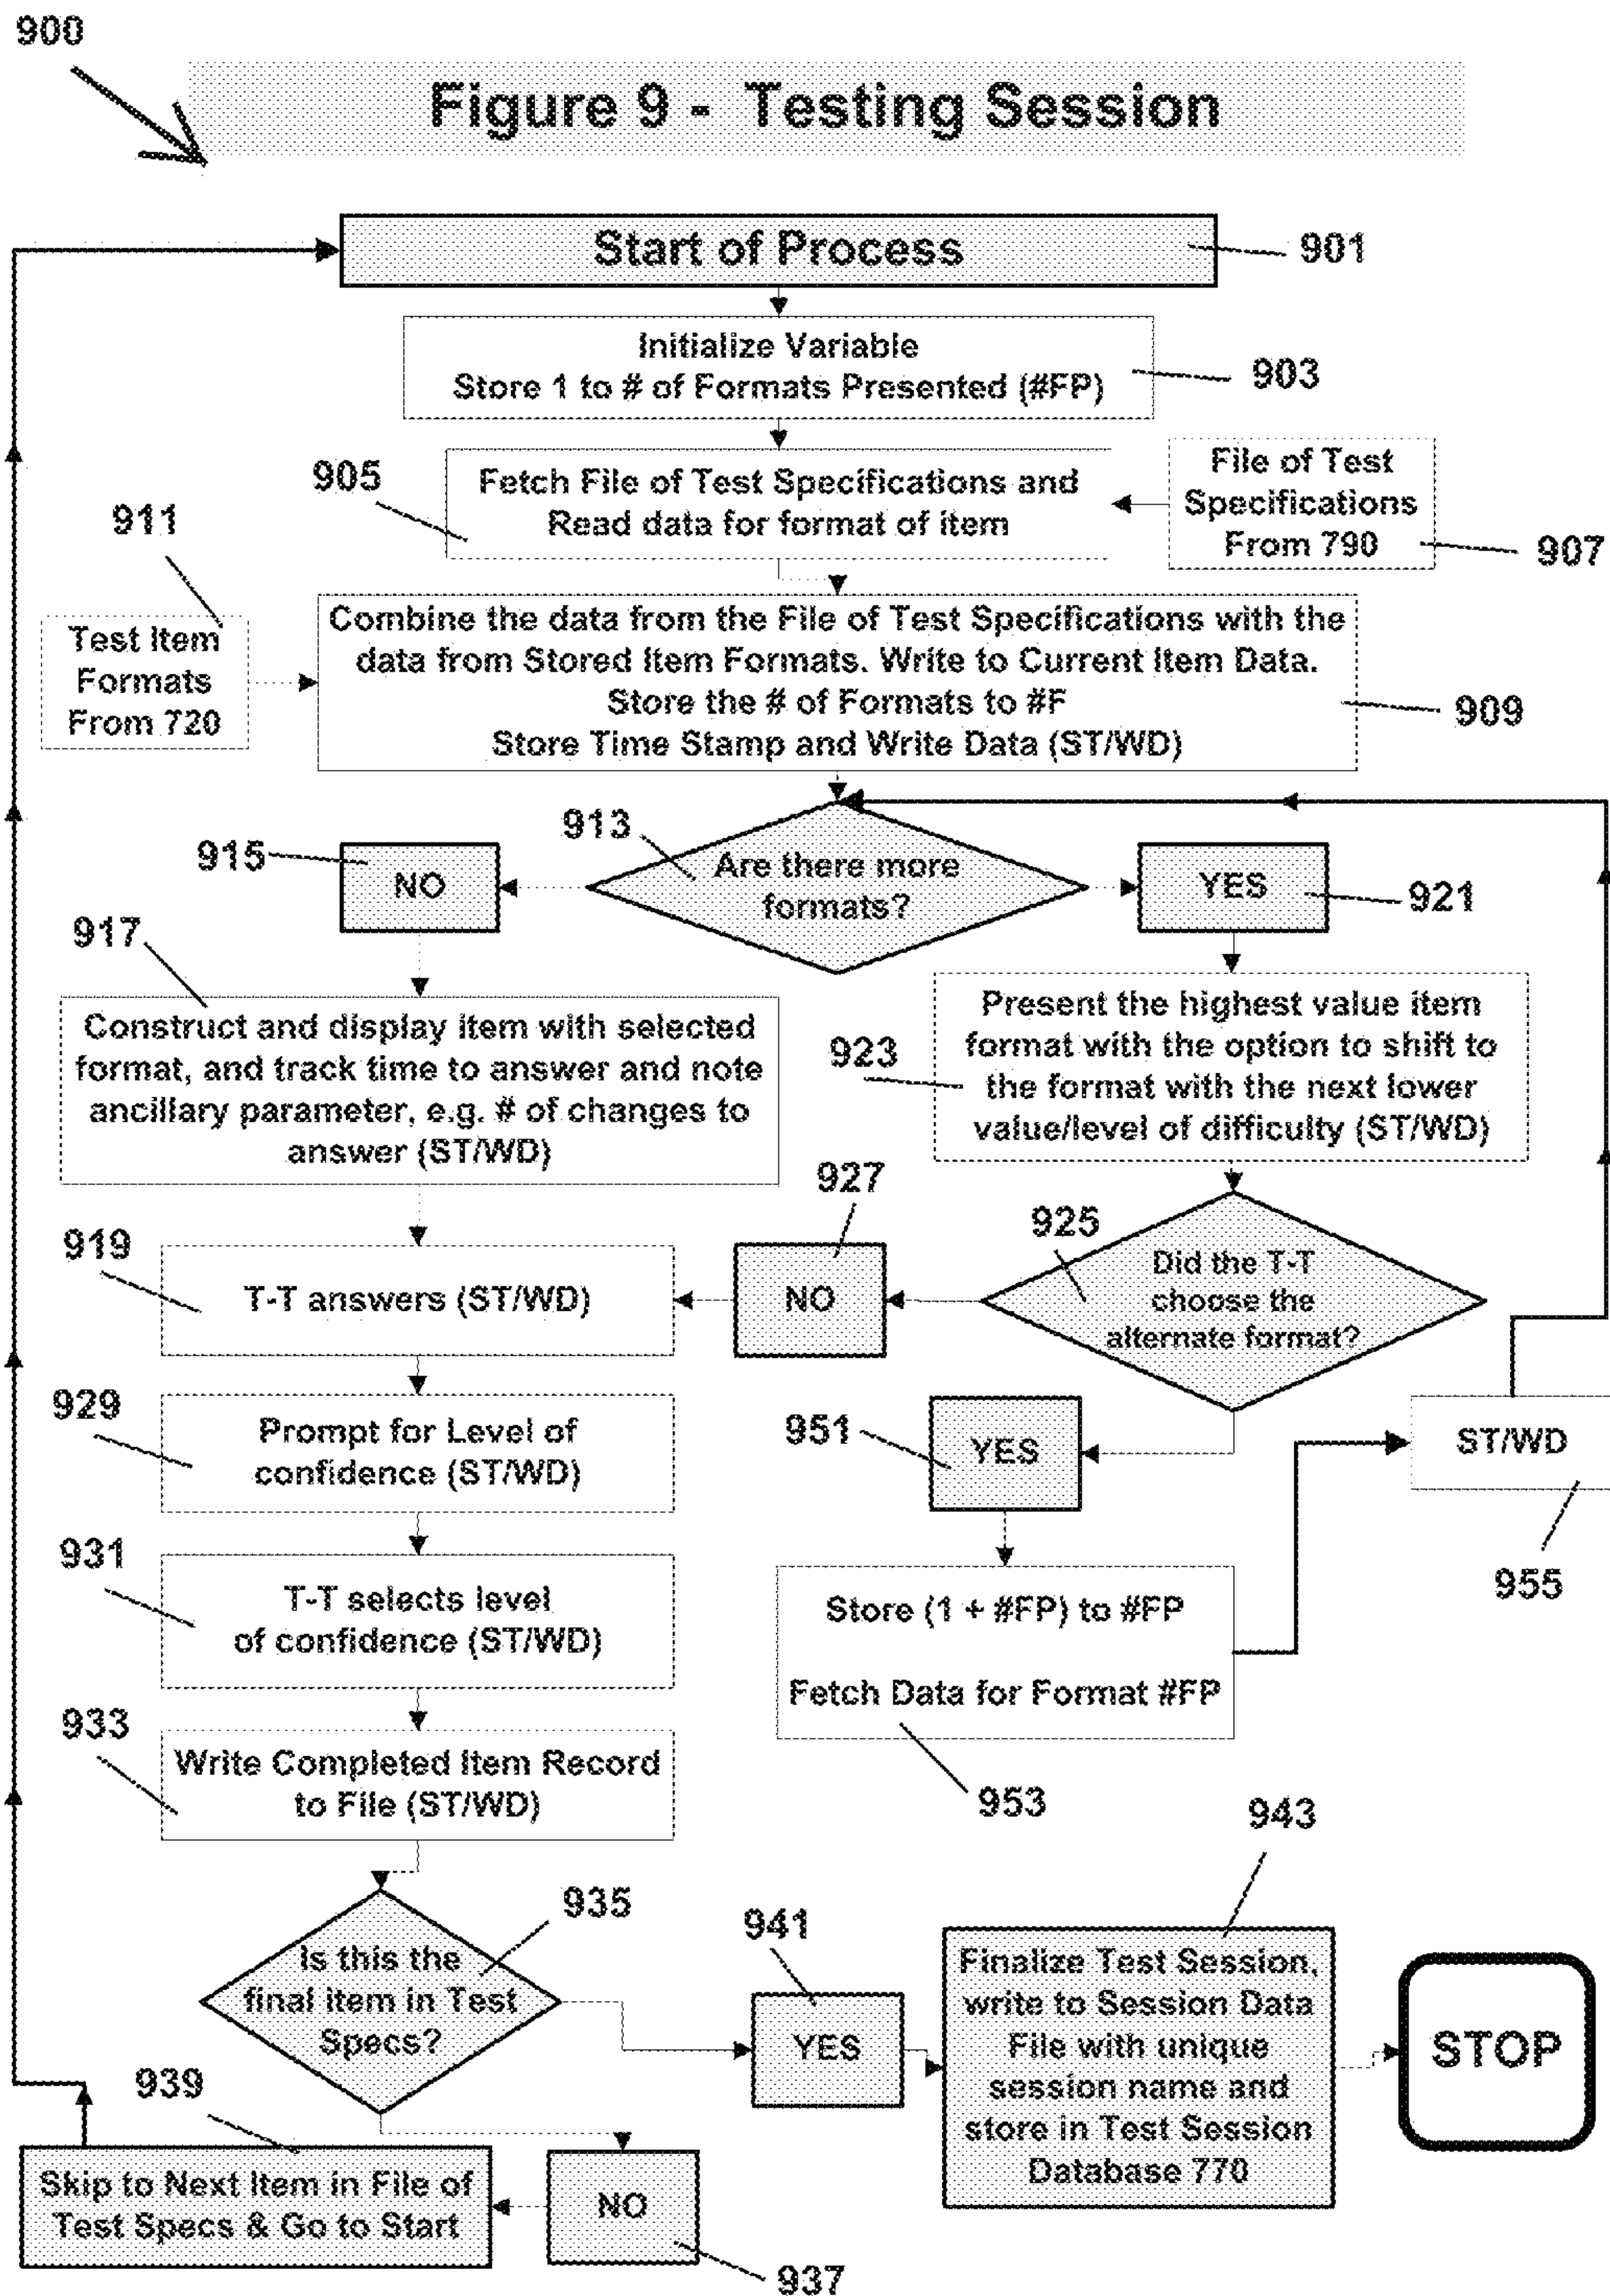 900
Figure 9 - Testing Session
Start of Process
901
Initialize Variable
Store 1 to # of Formats Presented (#FP)
903
905
Fetch File of Test Specifications and
Read data for format of item
File of Test
Specifications
From 790
907
911
Test Item
Formats
From 720
Combine the data from the File of Test Specifications with the
data from Stored Item Formats. Write to Current Item Data.
Store the # of Formats to #F
Store Time Stamp and Write Data (ST/WD)
909
913
Are there more
formats?
915
NO
YES
921
917
Construct and display item with selected
format, and track time to answer and note
ancillary parameter, e.g. # of changes to
answer (ST/WD)
923
Present the highest value item
format with the option to shift to
the format with the next lower
value/level of difficulty (ST/WD)
927
925
Did the T-T
choose the
alternate format?
NO
919
T-T answers (ST/WD)
929
Prompt for Level of
confidence (ST/WD)
951
YES
ST/WD
955
931
T-T selects level
of confidence (ST/WD)
Store (1 + #FP) to #FP
Fetch Data for Format #FP
953
933
Write Completed Item Record
to File (ST/WD)
935
Is this the
final item in Test
Specs?
941
YES
943
Finalize Test Session,
write to Session Data
File with unique
session name and
store in Test Session
Database 770
STOP
939
Skip to Next Item in File of
Test Specs & Go to Start
NO
937